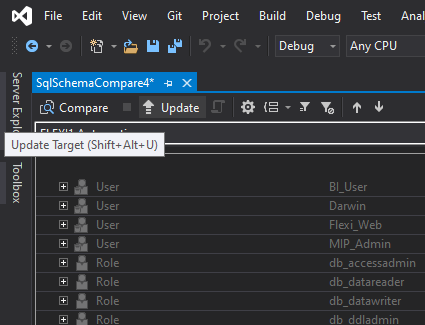 File Edit View Git Project Build Debug Test Anal
Debug Any CPU
SqlSchemaCompare4*
Compare Update
Update Target (Shift+Alt+U)
Server Explo
Toolbox
User BI_User
User Darwin
User Flexi_Web
User MIP_Admin
Role db_accessadmin
Role db_datareader
Role db_datawriter
Role db_ddladmin